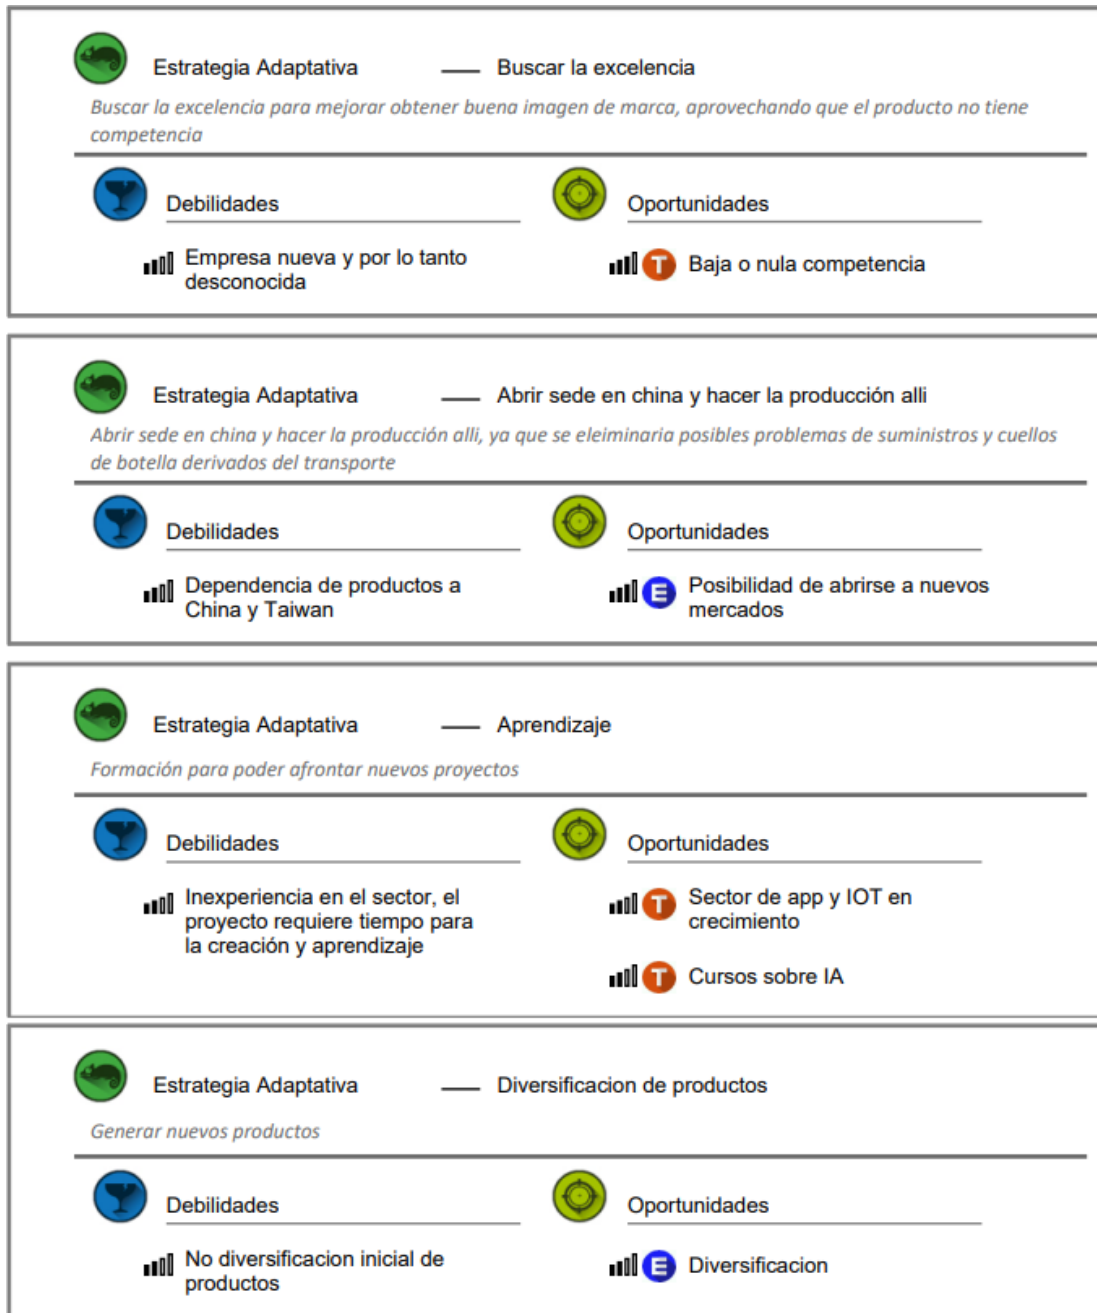 Estrategia Adaptativa — Buscar la excelencia
Buscar la excelencia para mejorar obtener buena imagen de marca, aprovechando que el producto no tiene
competencia
Debilidades
Empresa nueva y por lo tanto
desconocida
Oportunidades
T Baja o nula competencia
Estrategia Adaptativa — Abrir sede en china y hacer la producción alli
Abrir sede en china y hacer la producción alli, ya que se eleiminaria posibles problemas de suministros y cuellos
de botella derivados del transporte
Debilidades
Dependencia de productos a
China y Taiwan
Oportunidades
E Posibilidad de abrirse a nuevos
mercados
Estrategia Adaptativa — Aprendizaje
Formación para poder afrontar nuevos proyectos
Debilidades
Inexperiencia en el sector, el
proyecto requiere tiempo para
la creación y aprendizaje
Oportunidades
T Sector de app y IOT en
crecimiento
T Cursos sobre IA
Estrategia Adaptativa — Diversificacion de productos
Generar nuevos productos
Debilidades
No diversificacion inicial de
productos
Oportunidades
E Diversificacion